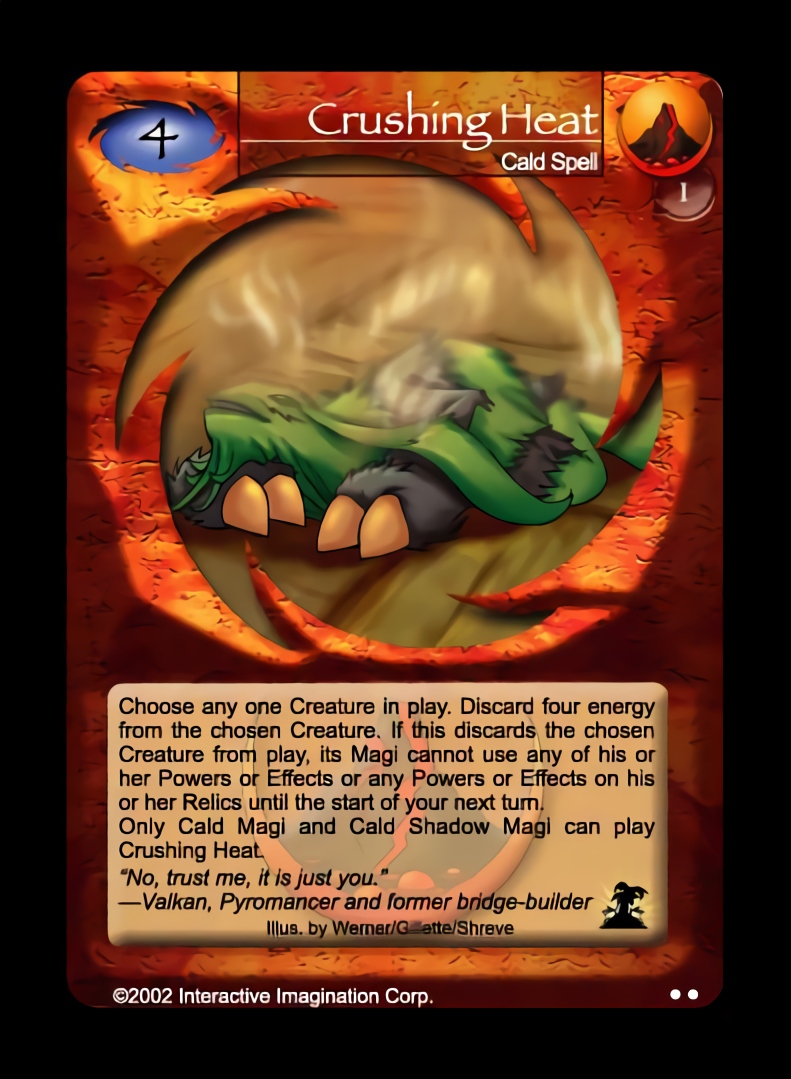 4
Crushing Heat
Cald Spell
I
Choose any one Creature in play. Discard four energy
from the chosen Creature. If this discards the chosen
Creature from play, its Magi cannot use any of his or
her Powers or Effects or any Powers or Effects on his
or her Relics until the start of your next turn.
Only Cald Magi and Cald Shadow Magi can play
Crushing Heat.
"No, trust me, it is just you."
—Valkan, Pyromancer and former bridge-builder
Illus. by Werner/ /Shreve
©2002 Interactive Imagination Corp.